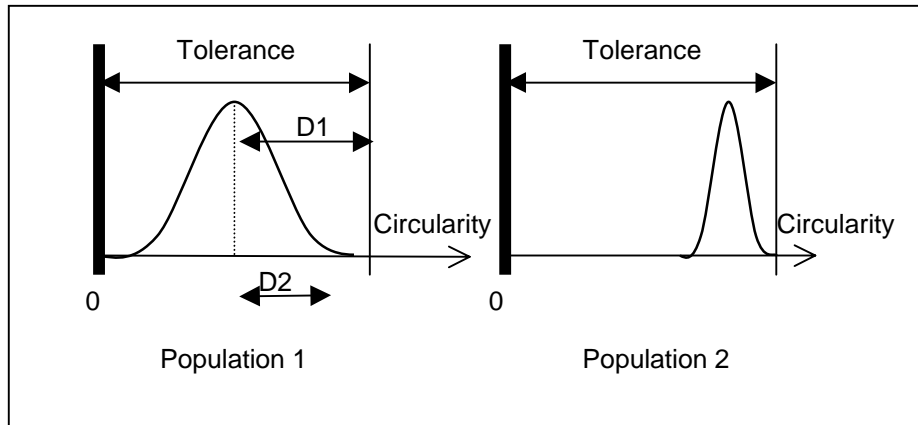 Tolerance
D1
Circularity
D2
0
Population 1
Tolerance
Circularity
0
Population 2